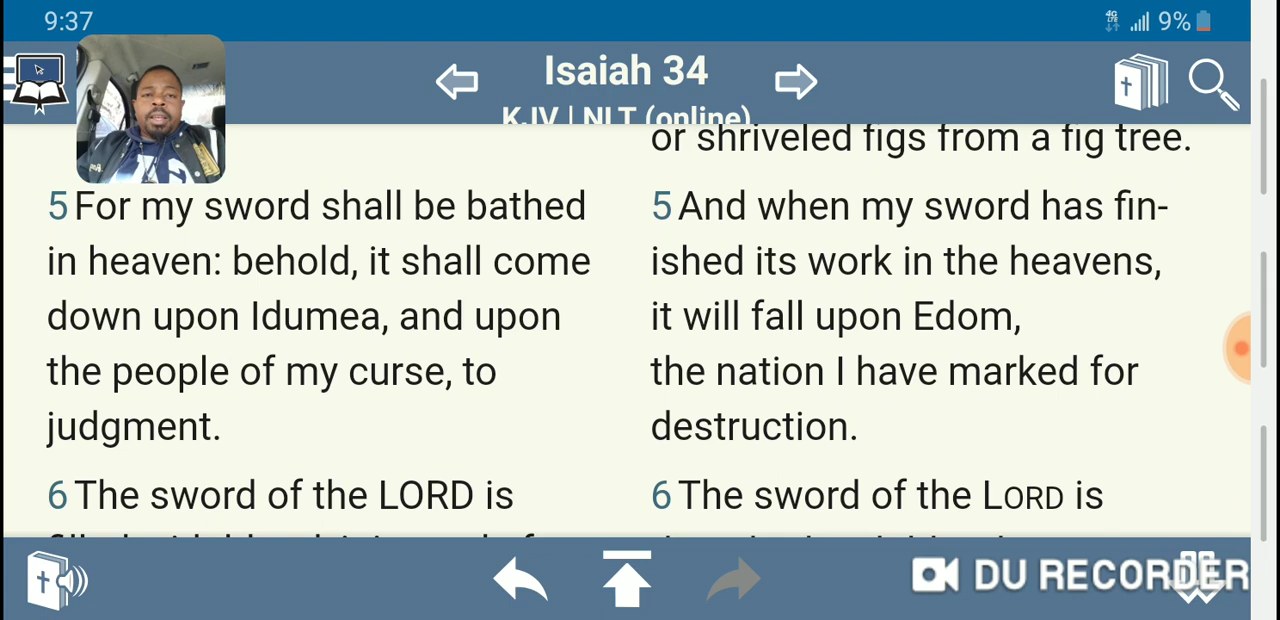 9:37
4G LTE
9%
Isaiah 34
KJV | NLT (online)
or shriveled figs from a fig tree.
5 For my sword shall be bathed
in heaven: behold, it shall come
down upon Idumea, and upon
the people of my curse, to
judgment.
6 The sword of the LORD is
5 And when my sword has fin-
ished its work in the heavens,
it will fall upon Edom,
the nation I have marked for
destruction.
6 The sword of the LORD is
DU RECORDER